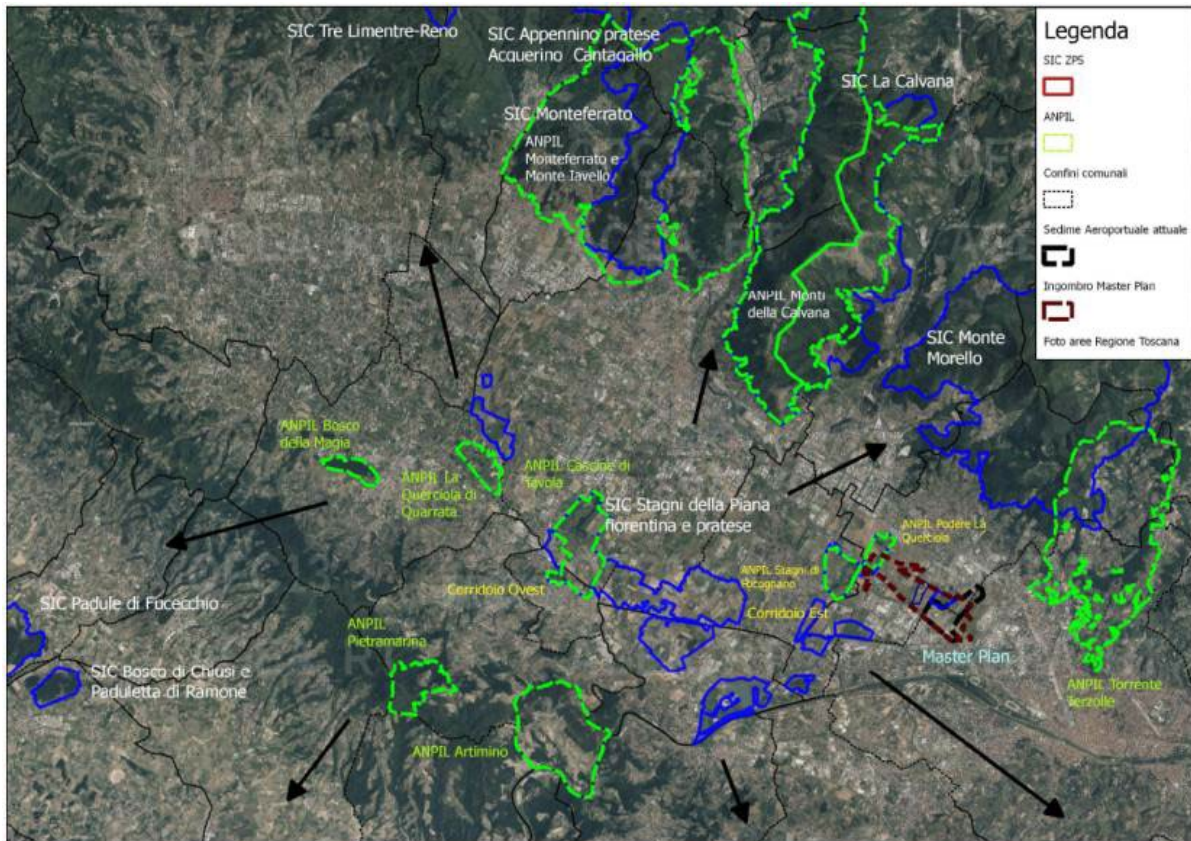 SIC Tre Limentre-Reno
SIC Appennino pratese
Acquerino Cantagallo
SIC La Calvana
SIC Monteferrato
ANPIL
Monteferrato e
Monte Iavello
ANPIL Monti
della Calvana
SIC Monte
Morello
ANPIL Bosco
della Magia
ANPIL La
Querciola di
Quarrata
ANPIL Cascine di
Tavola
SIC Stagni della Piana
fiorentina e pratese
ANPIL Podere La
Querciola
ANPIL Stagni di
Focognano
Corridoio Ovest
Corridoio Est
SIC Padule di Fucecchio
SIC Bosco di Chiusi e
Paduletta di Ramone
ANPIL
Pietramarina
Master Plan
ANPIL Artimino
ANPIL Torrente
Terzolle
Legenda
SIC ZPS
ANPIL
Confini comunali
Sedime Aeroportuale attuale
Ingombro Master Plan
Foto aree Regione Toscana